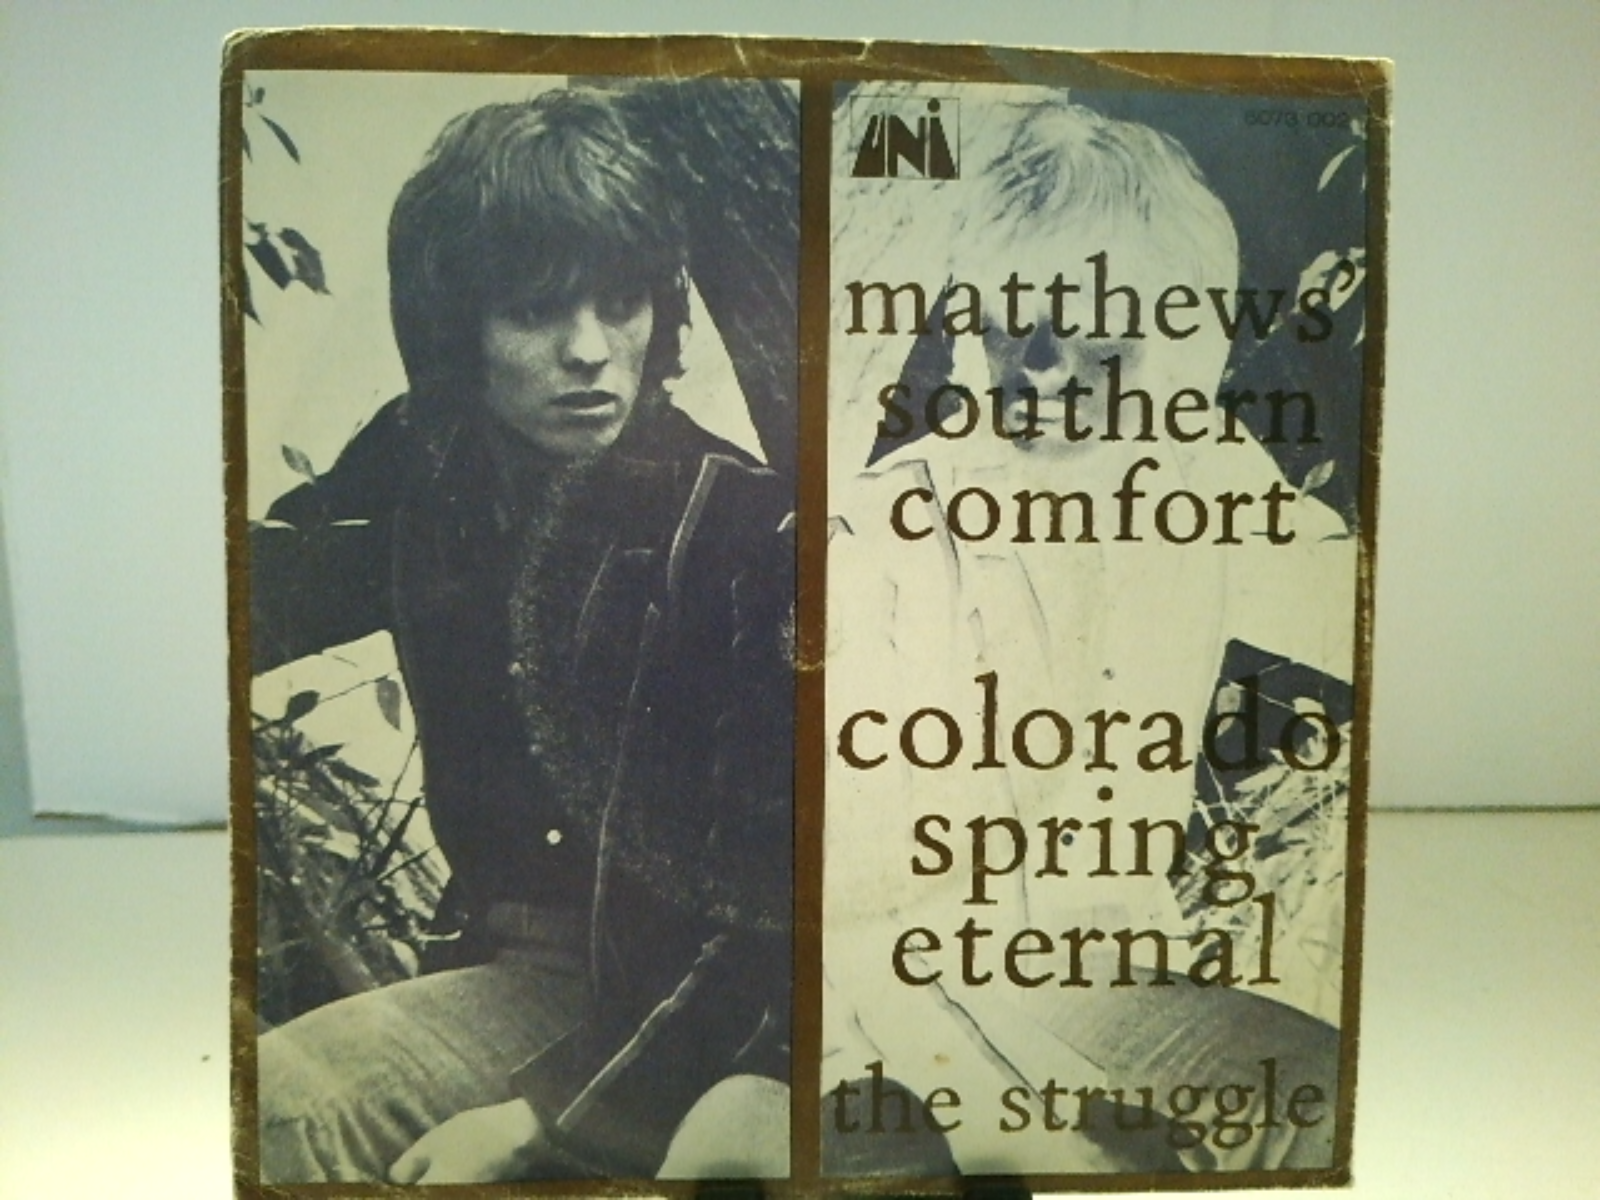 UNI
6073 002
matthews'
southern
comfort
colorado
spring
eternal
the struggle